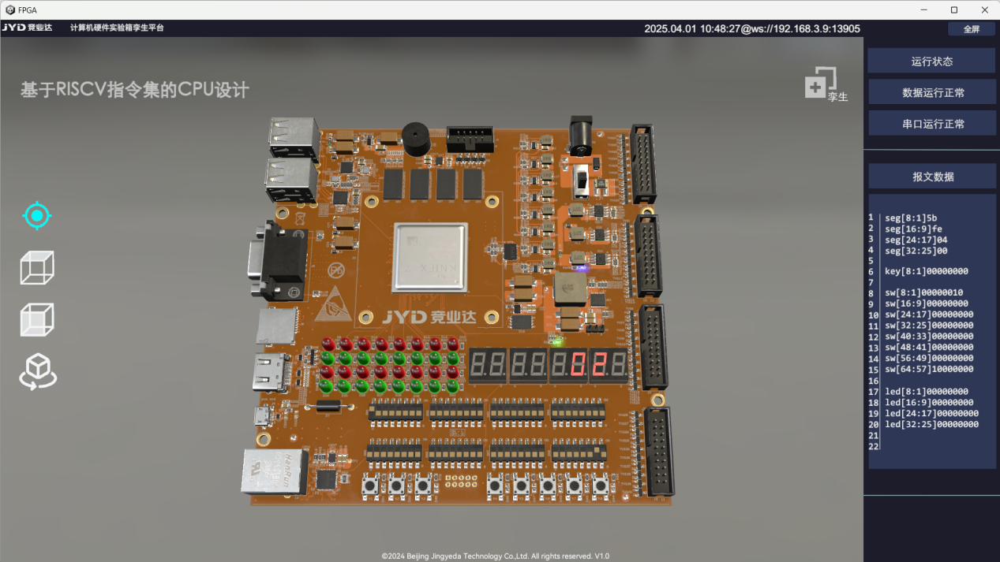 FPGA
JYD 竞业达 计算机硬件实验箱孪生平台
2025.04.01 10:48:27@ws://192.168.3.9:13905
全屏
基于RISCV指令集的CPU设计
孪生
运行状态
数据运行正常
串口运行正常
报文数据
1 seg[8:1]5b
2 seg[16:9]fe
3 seg[24:17]04
4 seg[32:25]00
5
6 key[8:1]00000000
7
8 sw[8:1]00000010
9 sw[16:9]00000000
10 sw[24:17]00000000
11 sw[32:25]00000000
12 sw[40:33]00000000
13 sw[48:41]00000000
14 sw[56:49]00000000
15 sw[64:57]10000000
16
17 led[8:1]00000000
18 led[16:9]00000000
19 led[24:17]00000000
20 led[32:25]00000000
21
22
JYD 竞业达
HanRun
©2024 Beijing Jingyeda Technology Co.,Ltd. All rights reserved. V1.0